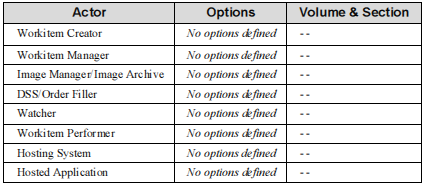 Actor Options Volume & Section
Workitem Creator No options defined --
Workitem Manager No options defined --
Image Manager/Image Archive No options defined --
DSS/Order Filler No options defined --
Watcher No options defined --
Workitem Performer No options defined --
Hosting System No options defined --
Hosted Application No options defined --